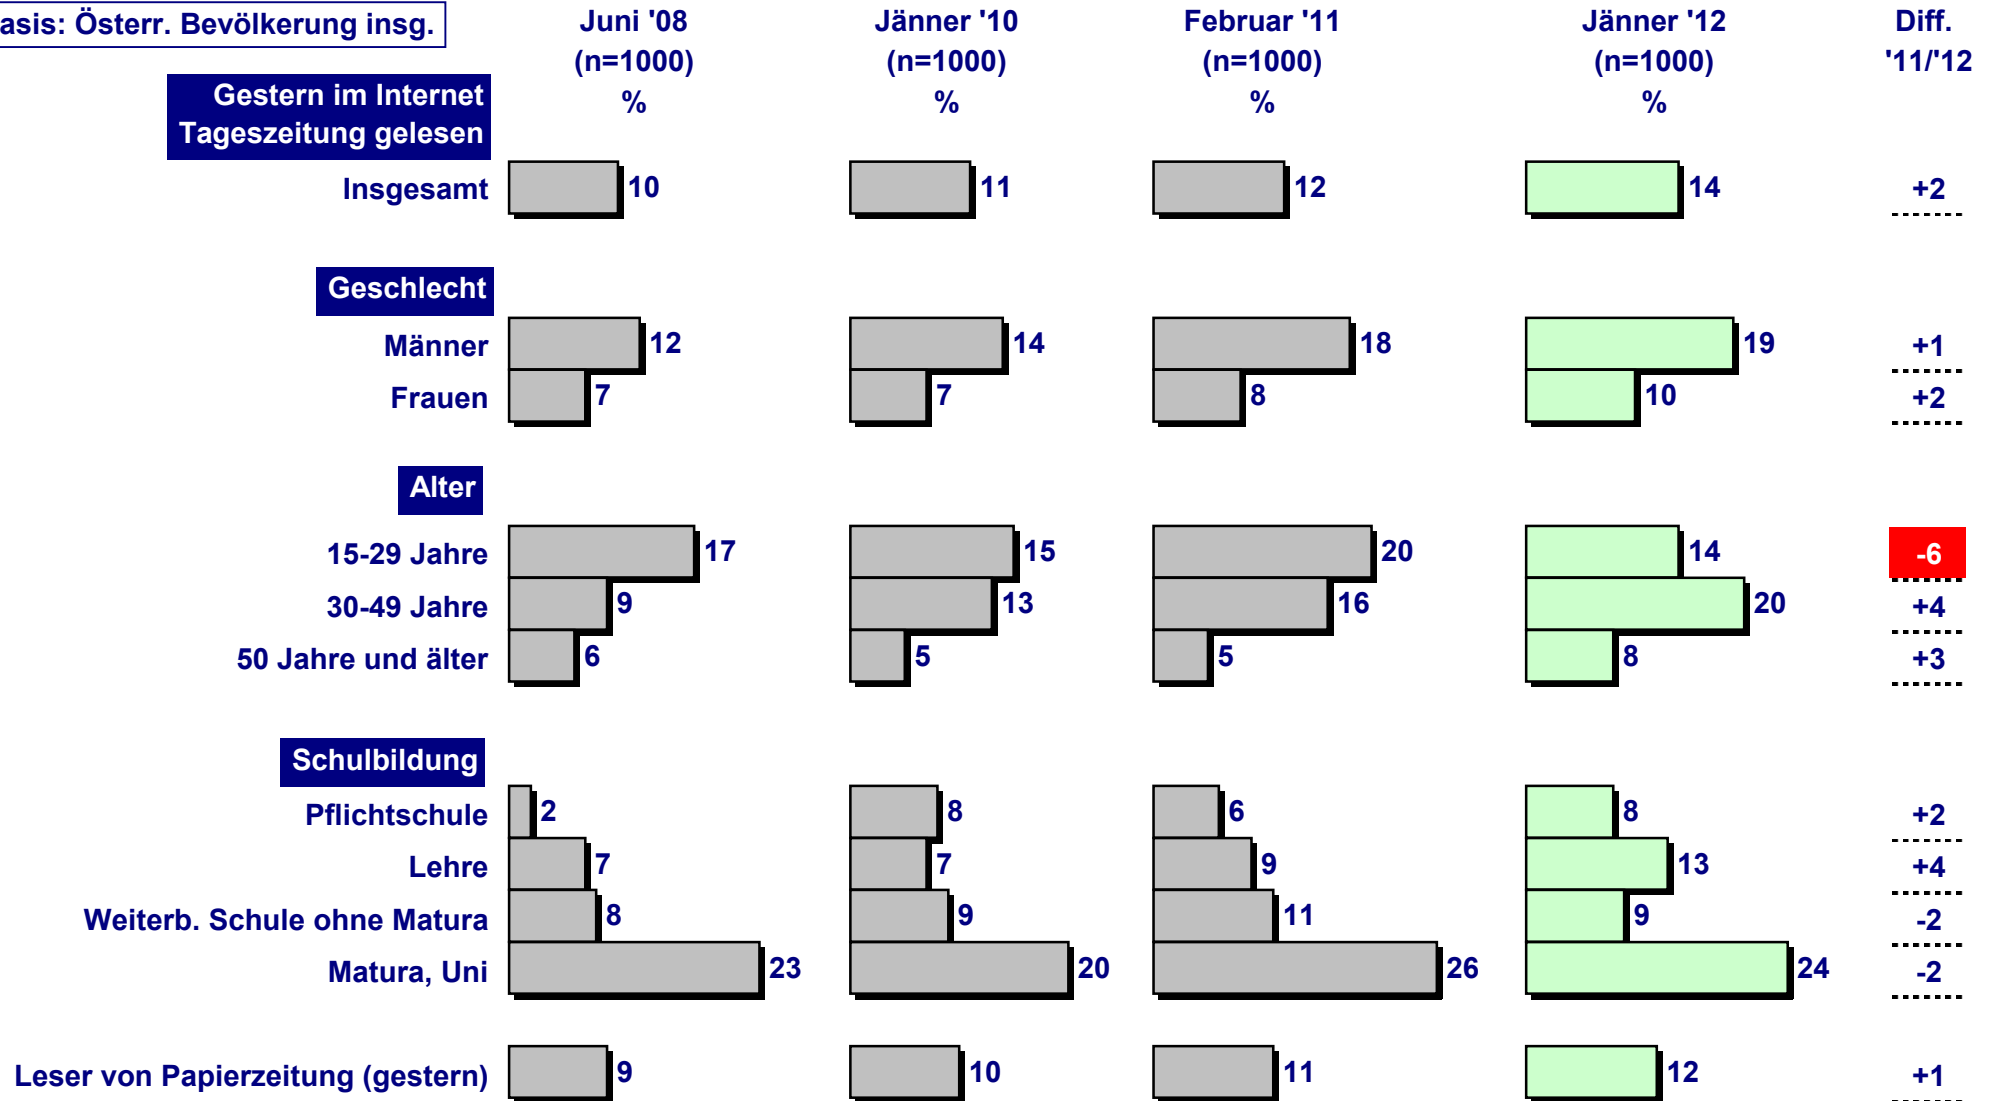 asis: Österr. Bevölkerung insg.
Juni '08 Jänner '10 Februar '11 Jänner '12 Diff.
(n=1000) (n=1000) (n=1000) (n=1000) '11/'12
Gestern im Internet % % % %
Tageszeitung gelesen
Insgesamt 10 11 12 14 +2
Geschlecht
Männer 12 14 18 19 +1
Frauen 7 7 8 10 +2
Alter
15-29 Jahre 17 15 20 14 -6
30-49 Jahre 9 13 16 20 +4
50 Jahre und älter 6 5 5 8 +3
Schulbildung
Pflichtschule 2 8 6 8 +2
Lehre 7 7 9 13 +4
Weiterb. Schule ohne Matura 8 9 11 9 -2
Matura, Uni 23 20 26 24 -2
Leser von Papierzeitung (gestern) 9 10 11 12 +1